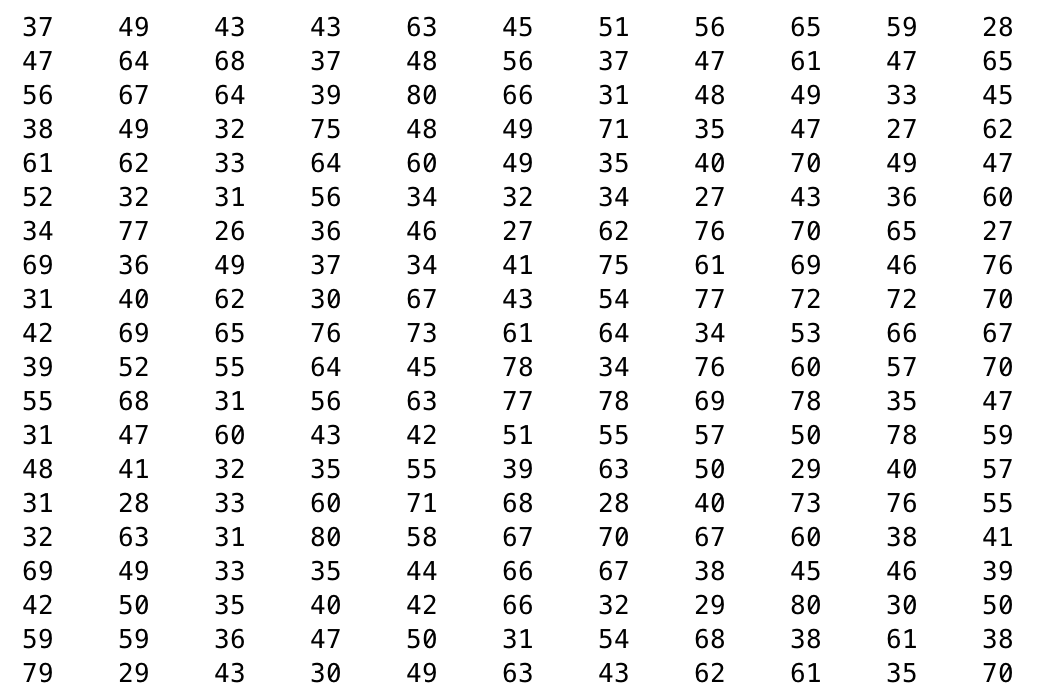 37 49 43 43 63 45 51 56 65 59 28
47 64 68 37 48 56 37 47 61 47 65
56 67 64 39 80 66 31 48 49 33 45
38 49 32 75 48 49 71 35 47 27 62
61 62 33 64 60 49 35 40 70 49 47
52 32 31 56 34 32 34 27 43 36 60
34 77 26 36 46 27 62 76 70 65 27
69 36 49 37 34 41 75 61 69 46 76
31 40 62 30 67 43 54 77 72 72 70
42 69 65 76 73 61 64 34 53 66 67
39 52 55 64 45 78 34 76 60 57 70
55 68 31 56 63 77 78 69 78 35 47
31 47 60 43 42 51 55 57 50 78 59
48 41 32 35 55 39 63 50 29 40 57
31 28 33 60 71 68 28 40 73 76 55
32 63 31 80 58 67 70 67 60 38 41
69 49 33 35 44 66 67 38 45 46 39
42 50 35 40 42 66 32 29 80 30 50
59 59 36 47 50 31 54 68 38 61 38
79 29 43 30 49 63 43 62 61 35 70